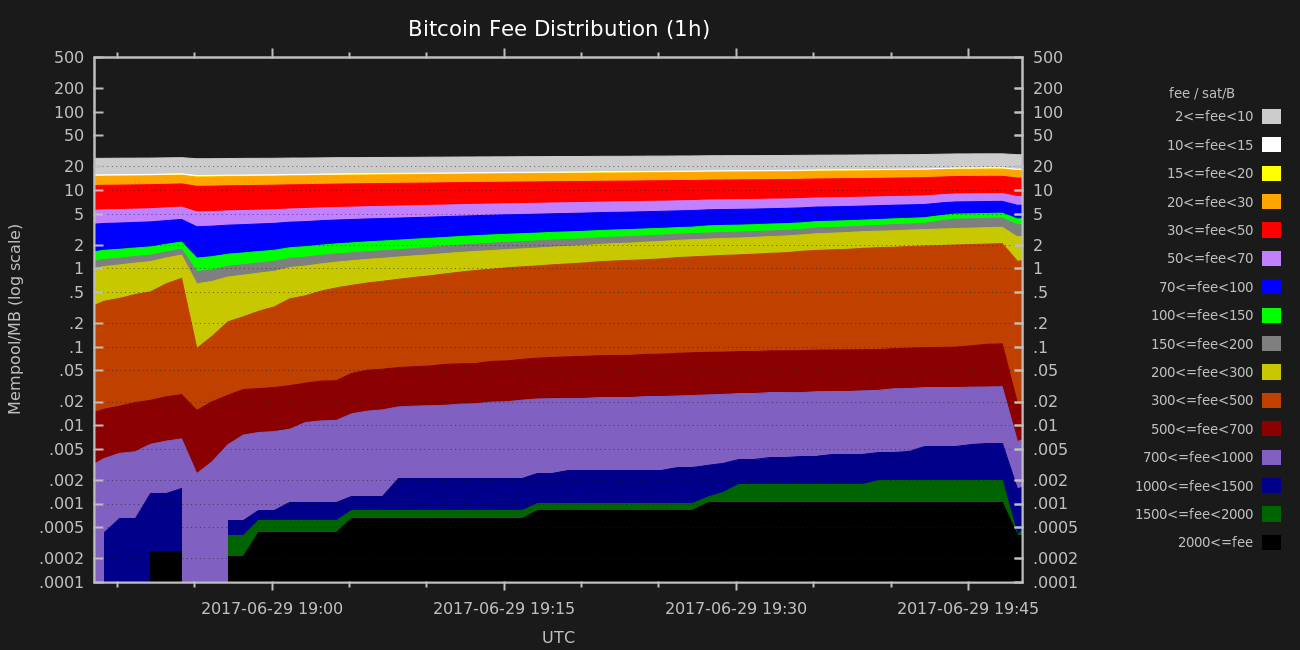 Bitcoin Fee Distribution (1h)
Mempool/MB (log scale)
500
200
100
50
20
10
5
2
1
.5
.2
.1
.05
.02
.01
.005
.002
.001
.0005
.0002
.0001
500
200
100
50
20
10
5
2
1
.5
.2
.1
.05
.02
.01
.005
.002
.001
.0005
.0002
.0001
fee / sat/B
2<=fee<10
10<=fee<15
15<=fee<20
20<=fee<30
30<=fee<50
50<=fee<70
70<=fee<100
100<=fee<150
150<=fee<200
200<=fee<300
300<=fee<500
500<=fee<700
700<=fee<1000
1000<=fee<1500
1500<=fee<2000
2000<=fee
2017-06-29 19:00
2017-06-29 19:15
2017-06-29 19:30
2017-06-29 19:45
UTC